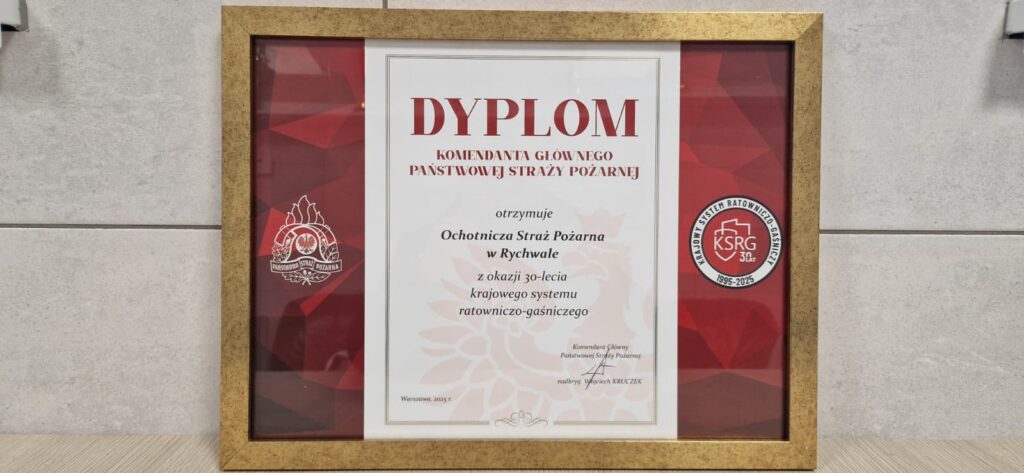 DYPLOM
KOMENDANTA GŁÓWNEGO
PAŃSTWOWEJ STRAŻY POŻARNEJ
otrzymuje
Ochotnicza Straż Pożarna
w Rychwale
z okazji 30-lecia
krajowego systemu
ratowniczo-gaśniczego
Komendant Główny
Państwowej Straży Pożarnej
nadbryg. Wojciech KRUCZEK
Warszawa, 2025 r.
PAŃSTWOWA STRAŻ POŻARNA
KRAJOWY SYSTEM RATOWNICZO-GAŚNICZY
KSRG
30 LAT
1995-2025